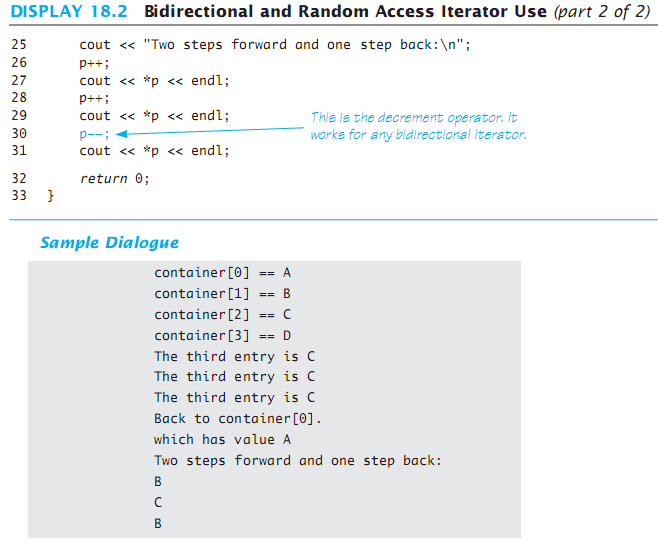 DISPLAY 18.2 Bidirectional and Random Access Iterator Use (part 2 of 2)
25 cout << "Two steps forward and one step back:\n";
26 p++;
27 cout << *p << endl;
28 p++;
29 cout << *p << endl;
This is the decrement operator. It
30 p--;
works for any bidirectional iterator.
31 cout << *p << endl;
32 return 0;
33 }
Sample Dialogue
container[0] == A
container[1] == B
container[2] == C
container[3] == D
The third entry is C
The third entry is C
The third entry is C
Back to container[0].
which has value A
Two steps forward and one step back:
B
C
B